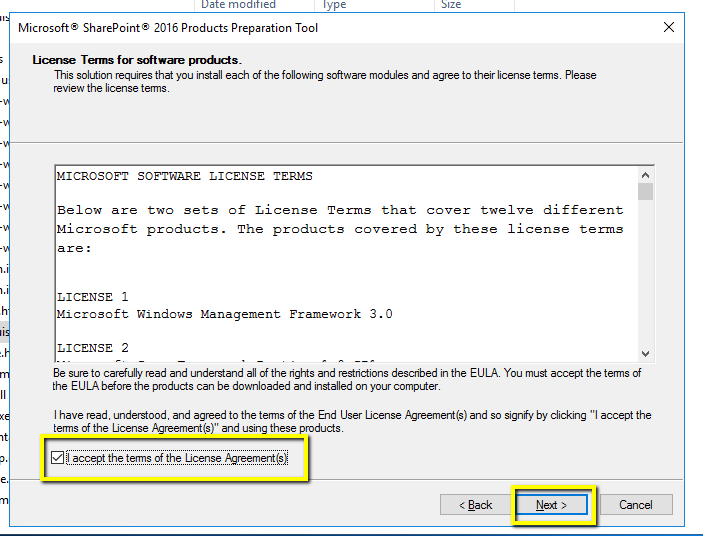 Date modified Type Size
Microsoft® SharePoint® 2016 Products Preparation Tool
License Terms for software products.
This solution requires that you install each of the following software modules and agree to their license terms. Please
review the license terms.
MICROSOFT SOFTWARE LICENSE TERMS
Below are two sets of License Terms that cover twelve different
Microsoft products. The products covered by these license terms
are:
LICENSE 1
Microsoft Windows Management Framework 3.0
LICENSE 2
Be sure to carefully read and understand all of the rights and restrictions described in the EULA. You must accept the terms of
the EULA before the products can be downloaded and installed on your computer.
I have read, understood, and agreed to the terms of the End User License Agreement(s) and so signify by clicking "I accept the
terms of the License Agreement(s)" and using these products.
I accept the terms of the License Agreement(s)
< Back Next > Cancel